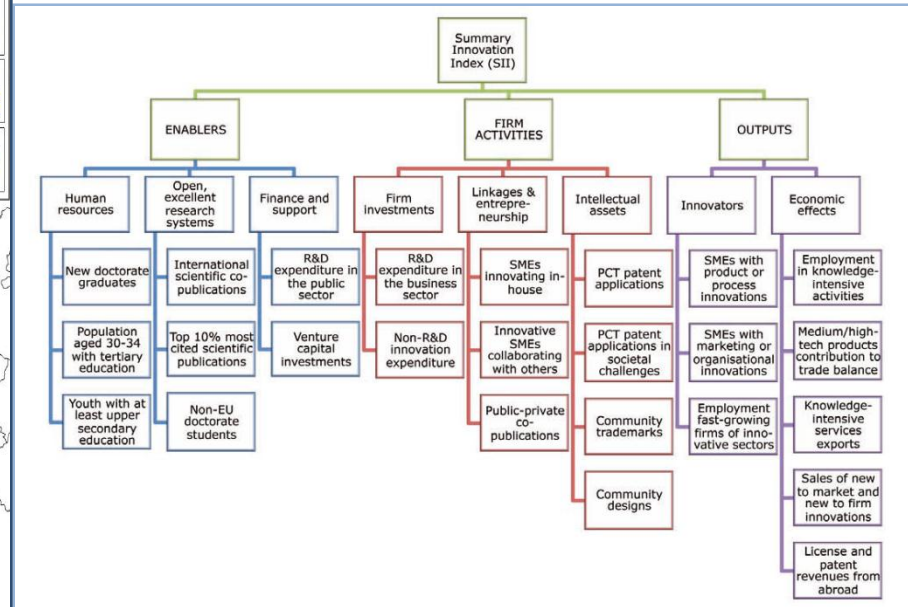 Summary
Innovation
Index (SII)
ENABLERS
FIRM
ACTIVITIES
OUTPUTS
Human
resources
Open,
excellent
research
systems
Finance and
support
Firm
investments
Linkages &
entrepre-
neurship
Intellectual
assets
Innovators
Economic
effects
New doctorate
graduates
Population
aged 30-34
with tertiary
education
Youth with at
least upper
secondary
education
International
scientific co-
publications
Top 10% most
cited scientific
publications
Non-EU
doctorate
students
R&D
expenditure in
the public
sector
Venture
capital
investments
R&D
expenditure in
the business
sector
Non-R&D
innovation
expenditure
SMEs
innovating in-
house
Innovative
SMEs
collaborating
with others
Public-private
co-
publications
PCT patent
applications
PCT patent
applications in
societal
challenges
Community
trademarks
Community
designs
SMEs with
product or
process
innovations
SMEs with
marketing or
organisational
innovations
Employment
fast-growing
firms of inno-
vative sectors
Employment
in knowledge-
intensive
activities
Medium/high-
tech products
contribution to
trade balance
Knowledge-
intensive
services
exports
Sales of new
to market and
new to firm
innovations
License and
patent
revenues from
abroad